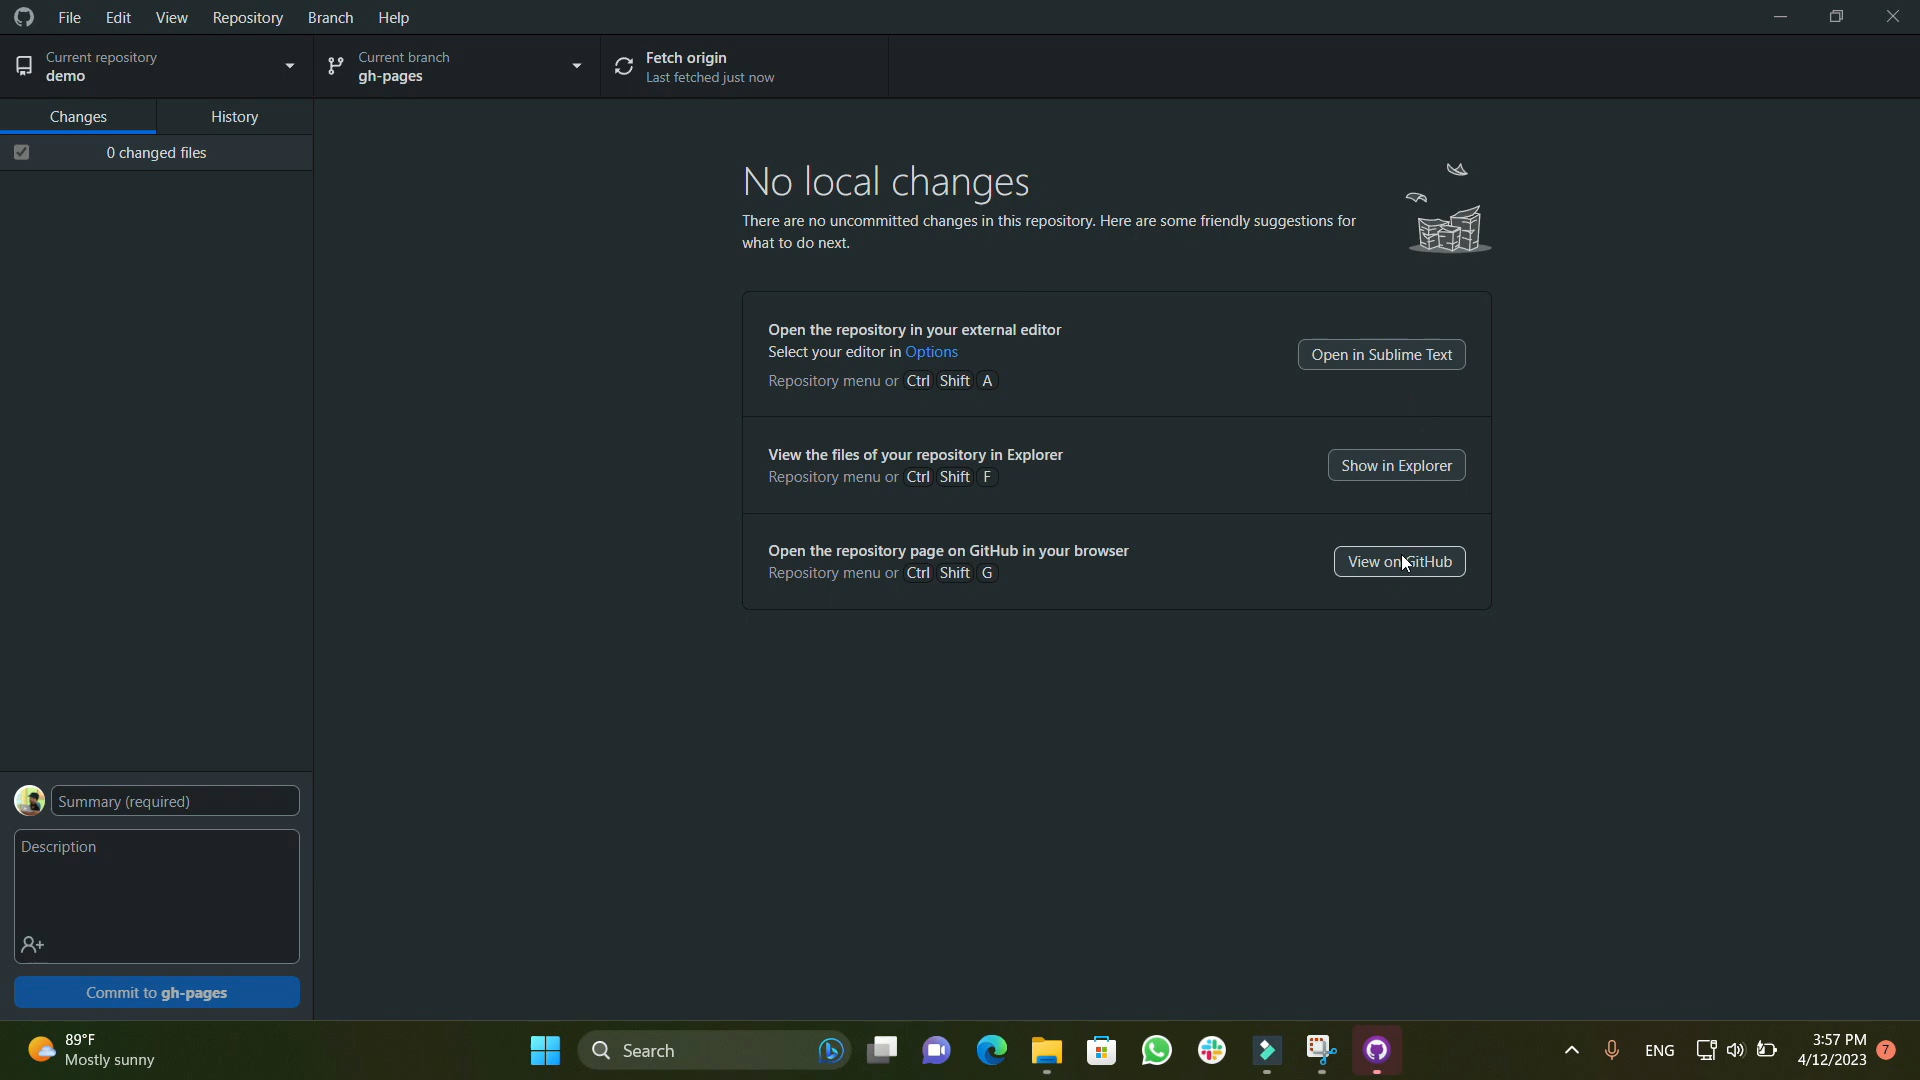 File Edit View Repository Branch Help
Current repository
demo
Current branch
gh-pages
Fetch origin
Last fetched just now
Changes History
0 changed files
No local changes
There are no uncommitted changes in this repository. Here are some friendly suggestions for
what to do next.
Open the repository in your external editor
Select your editor in Options
Repository menu or Ctrl Shift A
Open in Sublime Text
View the files of your repository in Explorer
Repository menu or Ctrl Shift F
Show in Explorer
Open the repository page on GitHub in your browser
Repository menu or Ctrl Shift G
View on GitHub
Summary (required)
Description
Commit to gh-pages
89°F
Mostly sunny
Search
ENG
3:57 PM
4/12/2023
7